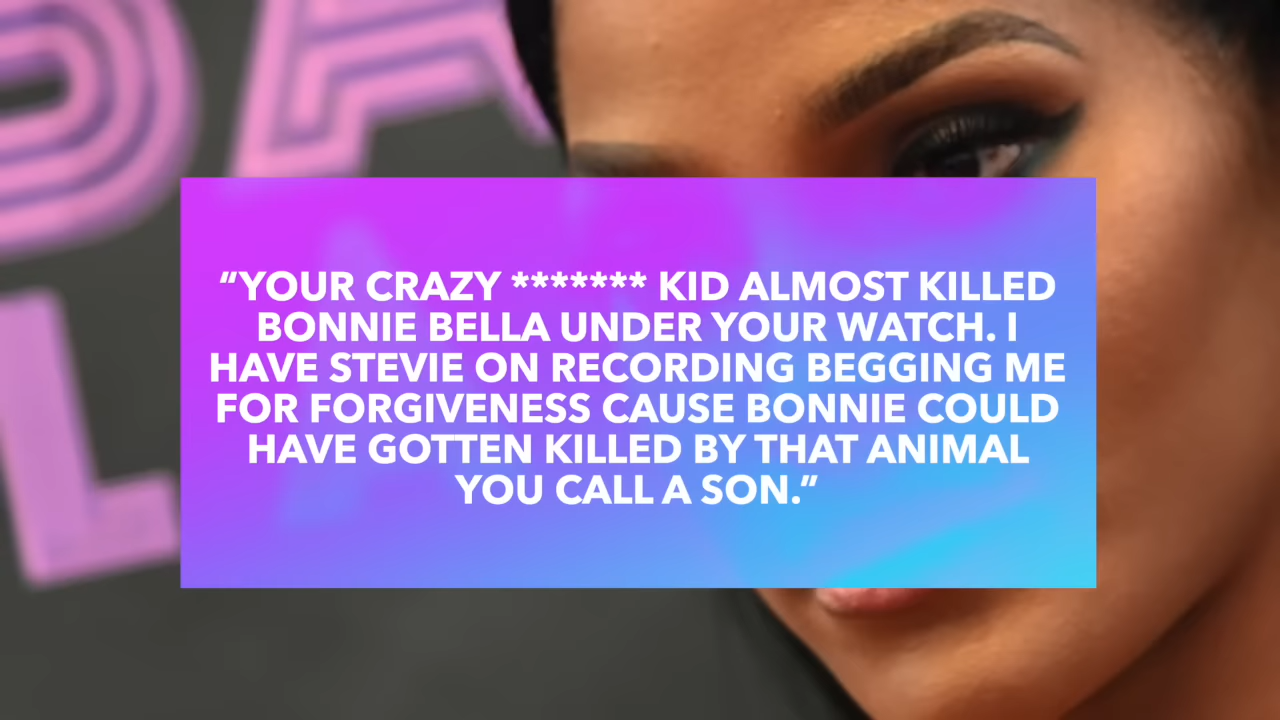 “YOUR CRAZY ******* KID ALMOST KILLED
BONNIE BELLA UNDER YOUR WATCH. I
HAVE STEVIE ON RECORDING BEGGING ME
FOR FORGIVENESS CAUSE BONNIE COULD
HAVE GOTTEN KILLED BY THAT ANIMAL
YOU CALL A SON.”